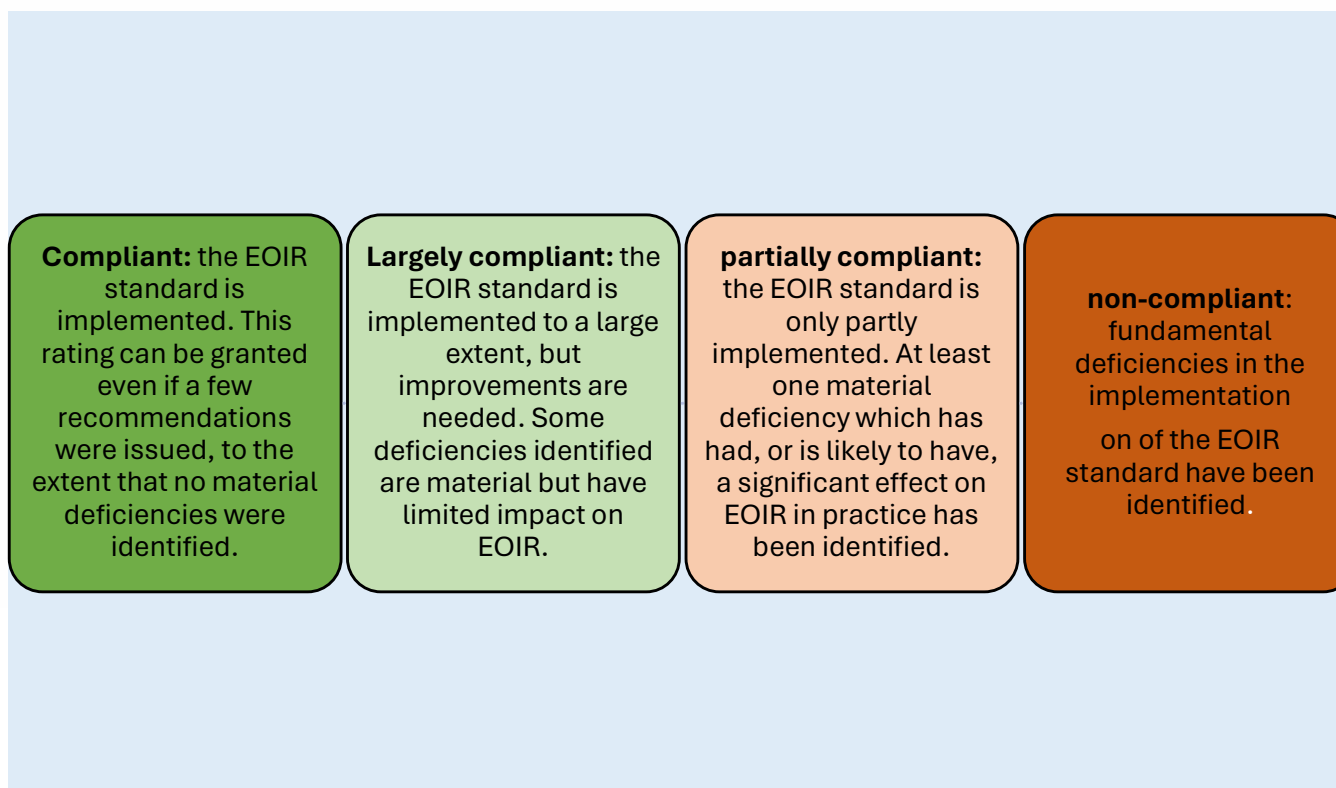 Compliant: the EOIR
standard is
implemented. This
rating can be granted
even if a few
recommendations
were issued, to the
extent that no material
deficiencies were
identified.
Largely compliant: the
EOIR standard is
implemented to a large
extent, but
improvements are
needed. Some
deficiencies identified
are material but have
limited impact on
EOIR.
partially compliant:
the EOIR standard is
only partly
implemented. At least
one material
deficiency which has
had, or is likely to have,
a significant effect on
EOIR in practice has
been identified.
non-compliant:
fundamental
deficiencies in the
implementation
on of the EOIR
standard have been
identified.